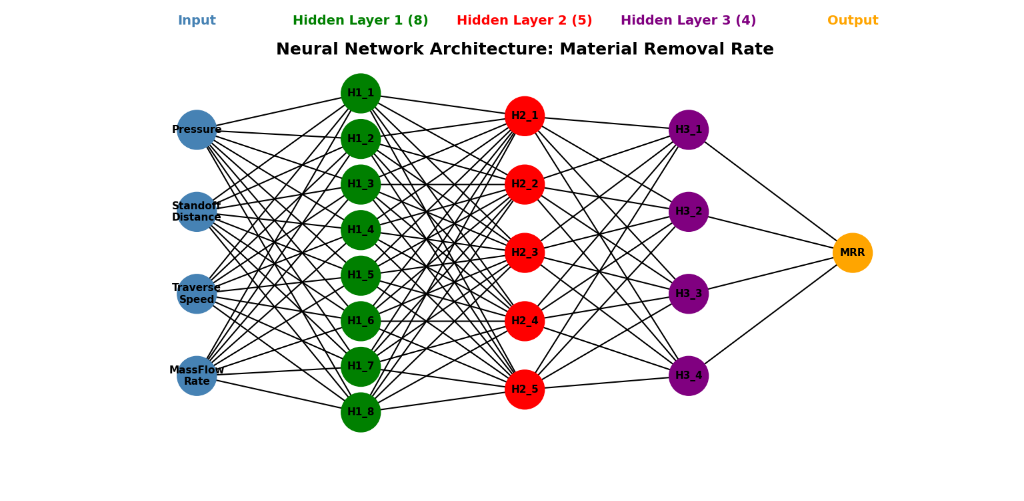 Input
Hidden Layer 1 (8)
Hidden Layer 2 (5)
Hidden Layer 3 (4)
Output
Neural Network Architecture: Material Removal Rate
Pressure
Standoff
Distance
Traverse
Speed
MassFlow
Rate
H1_1
H1_2
H1_3
H1_4
H1_5
H1_6
H1_7
H1_8
H2_1
H2_2
H2_3
H2_4
H2_5
H3_1
H3_2
H3_3
H3_4
MRR